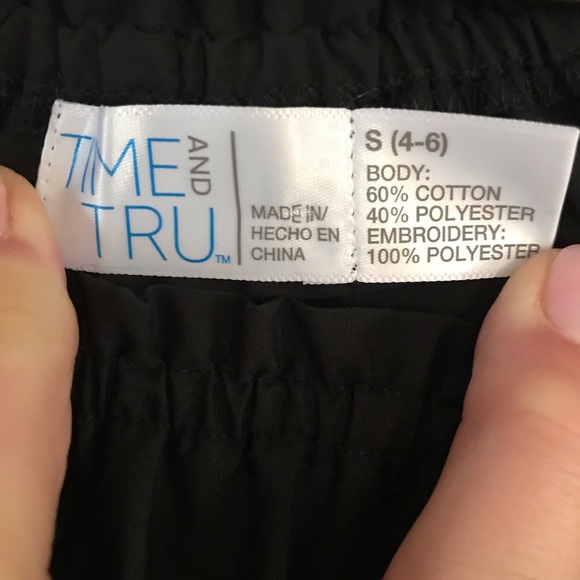 TIME AND
TRU™
MADE IN/
HECHO EN
CHINA
S (4-6)
BODY:
60% COTTON
40% POLYESTER
EMBROIDERY:
100% POLYESTER